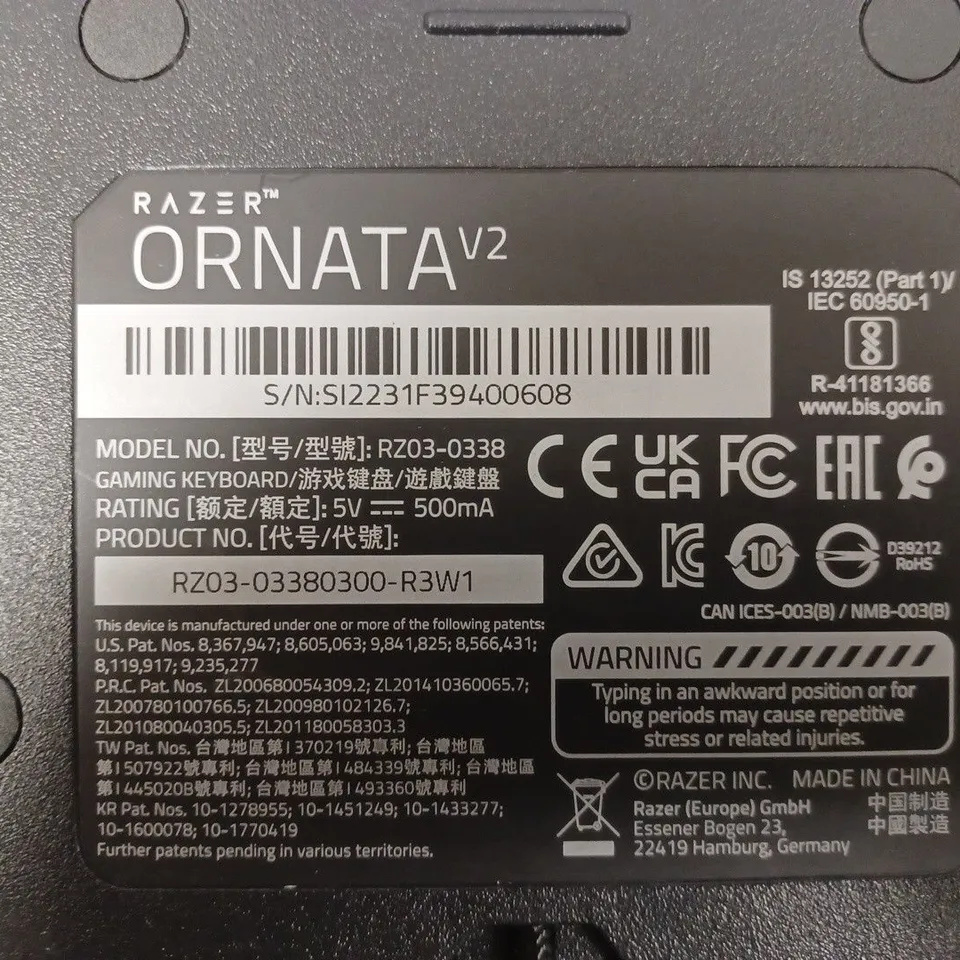 RAZER™
ORNATA V2
S/N:SI2231F39400608
IS 13252 (Part 1)/
IEC 60950-1
R-41181366
www.bis.gov.in
MODEL NO. [型号/型號]: RZ03-0338
GAMING KEYBOARD/游戏键盘/遊戲鍵盤
RATING [额定/額定]: 5V ⎓ 500mA
PRODUCT NO. [代号/代號]:
RZ03-03380300-R3W1
CE UKCA FC EAC
10
D39212
RoHS
CAN ICES-003(B) / NMB-003(B)
This device is manufactured under one or more of the following patents:
U.S. Pat. Nos. 8,367,947; 8,605,063; 9,841,825; 8,566,431;
8,119,917; 9,235,277
P.R.C. Pat. Nos. ZL200680054309.2; ZL201410360065.7;
ZL200780100766.5; ZL200980102126.7;
ZL201080040305.5; ZL201180058303.3
TW Pat. Nos. 台灣地區第I370219號專利; 台灣地區
第I507922號專利; 台灣地區第I484339號專利; 台灣地區
第I445020B號專利; 台灣地區第I493360號專利
KR Pat. Nos. 10-1278955; 10-1451249; 10-1433277;
10-1600078; 10-1770419
Further patents pending in various territories.
WARNING
Typing in an awkward position or for
long periods may cause repetitive
stress or related injuries.
©RAZER INC. MADE IN CHINA
Razer (Europe) GmbH
Essener Bogen 23,
22419 Hamburg, Germany
中国制造
中國製造